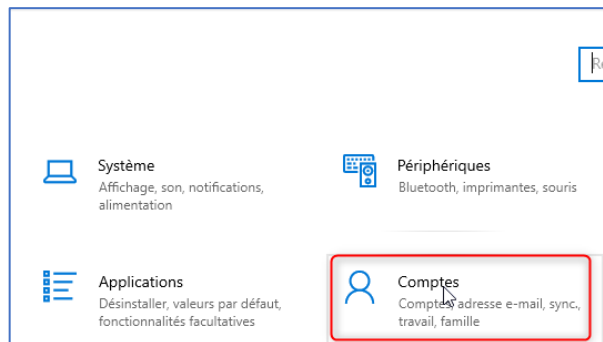 Système
Affichage, son, notifications,
alimentation
Périphériques
Bluetooth, imprimantes, souris
Applications
Désinstaller, valeurs par défaut,
fonctionnalités facultatives
Comptes
Comptes, adresse e-mail, sync.,
travail, famille